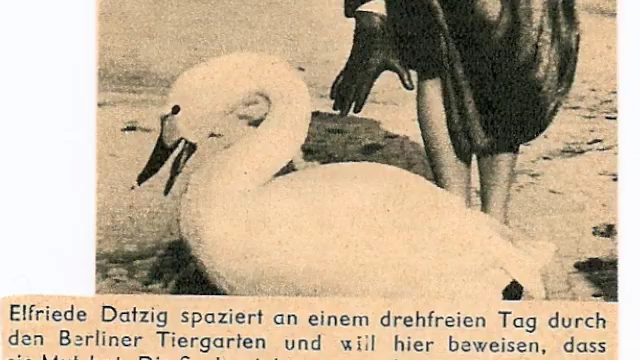 Elfriede Datzig spaziert an einem drehfreien Tag durch
den Berliner Tiergarten und will hier beweisen, dass